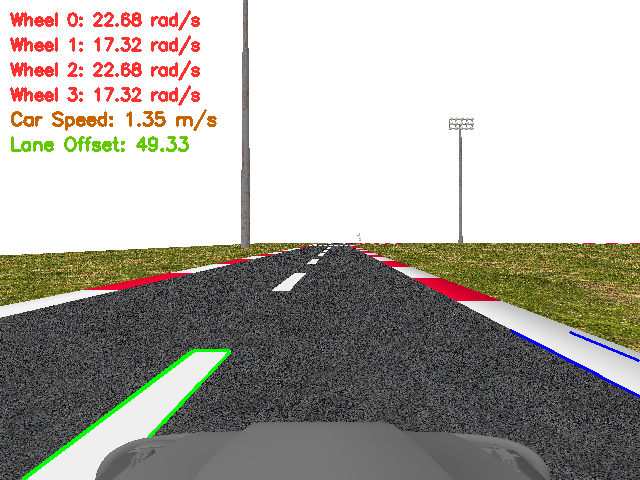 Wheel 0: 22.68 rad/s
Wheel 1: 17.32 rad/s
Wheel 2: 22.68 rad/s
Wheel 3: 17.32 rad/s
Car Speed: 1.35 m/s
Lane Offset: 49.33